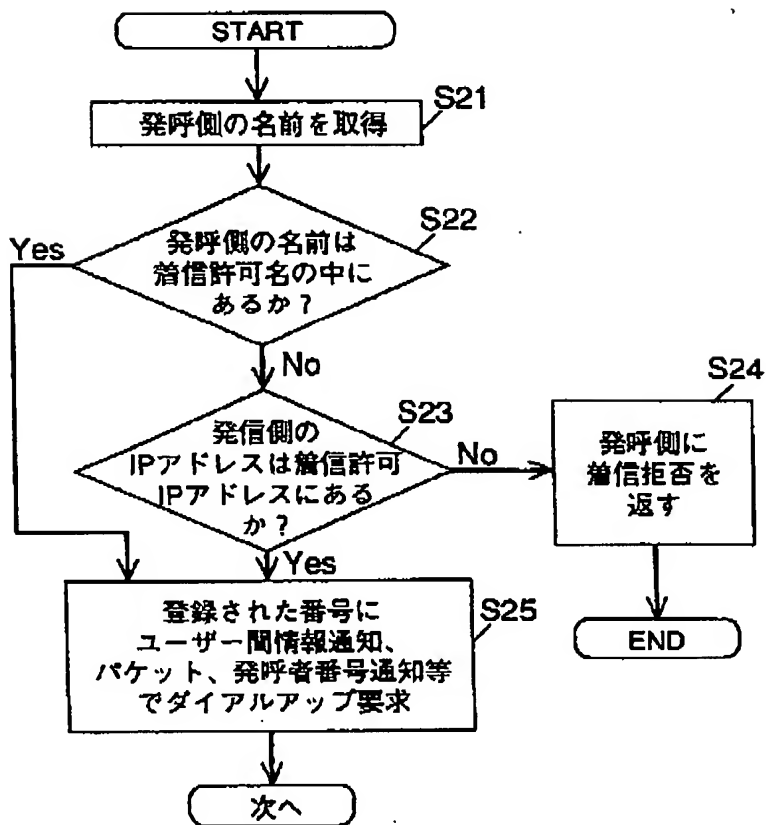 START
S21
発呼側の名前を取得
S22
発呼側の名前は
着信許可名の中に
あるか？
Yes
No
S23
発信側の
IPアドレスは着信許可
IPアドレスにある
か？
No
Yes
S24
発呼側に
着信拒否を
返す
END
S25
登録された番号に
ユーザー間情報通知、
パケット、発呼者番号通知等
でダイアルアップ要求
次へ